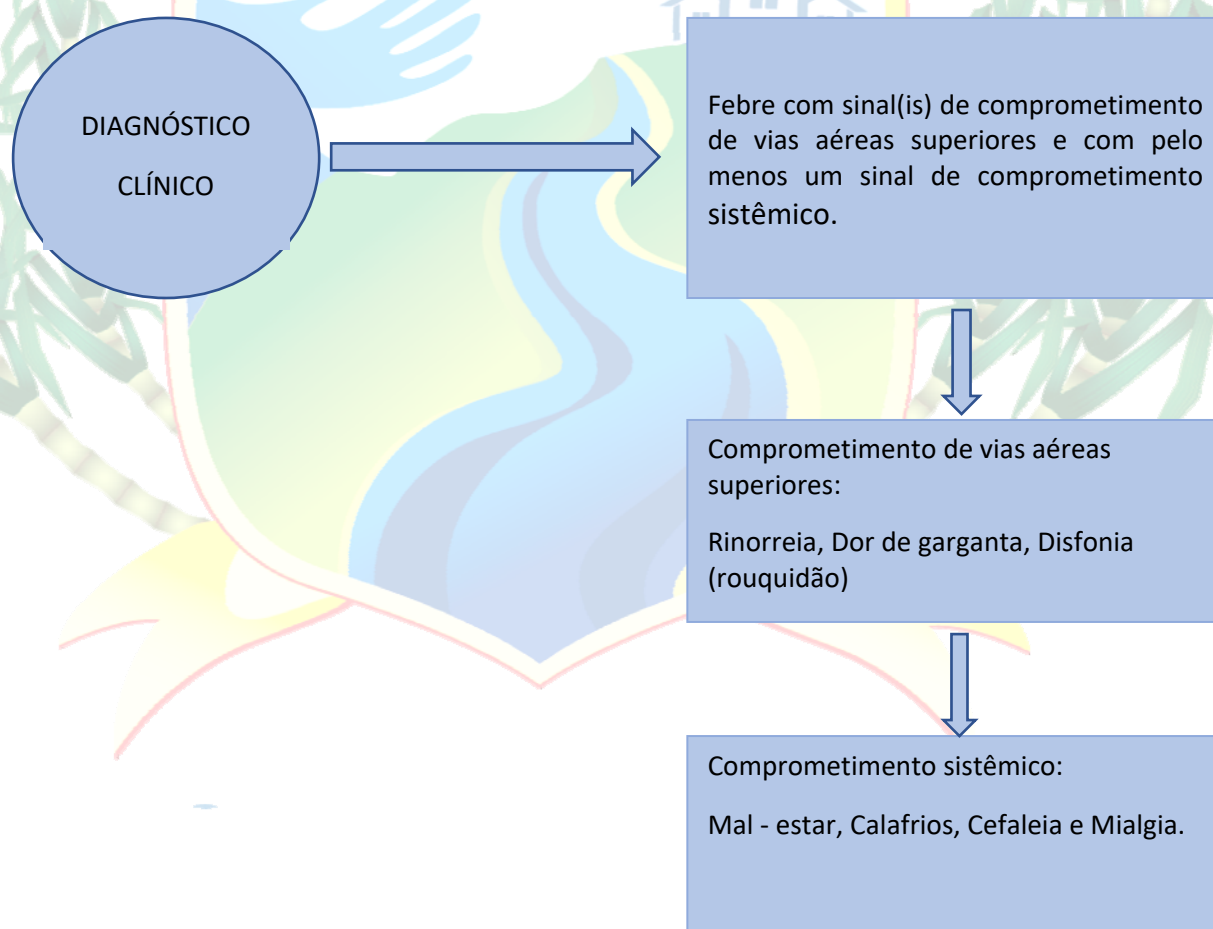 DIAGNÓSTICO
CLÍNICO
Febre com sinal(is) de comprometimento
de vias aéreas superiores e com pelo
menos um sinal de comprometimento
sistêmico.
Comprometimento de vias aéreas
superiores:
Rinorreia, Dor de garganta, Disfonia
(rouquidão)
Comprometimento sistêmico:
Mal - estar, Calafrios, Cefaleia e Mialgia.